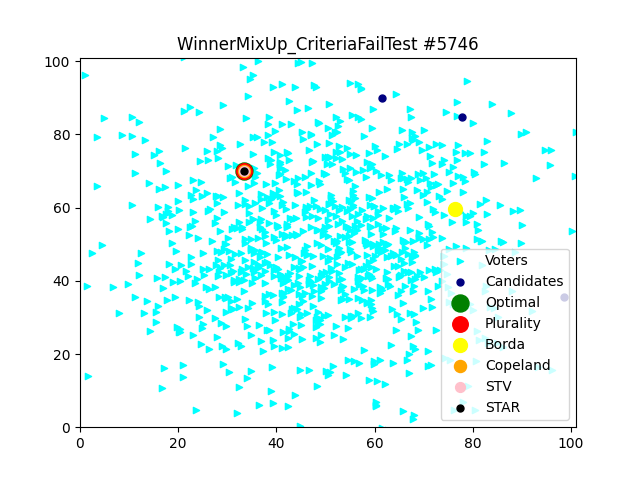 WinnerMixUp_CriteriaFailTest #5746
100
80
60
40
20
0
0 20 40 60 80 100
Voters
Candidates
Optimal
Plurality
Borda
Copeland
STV
STAR